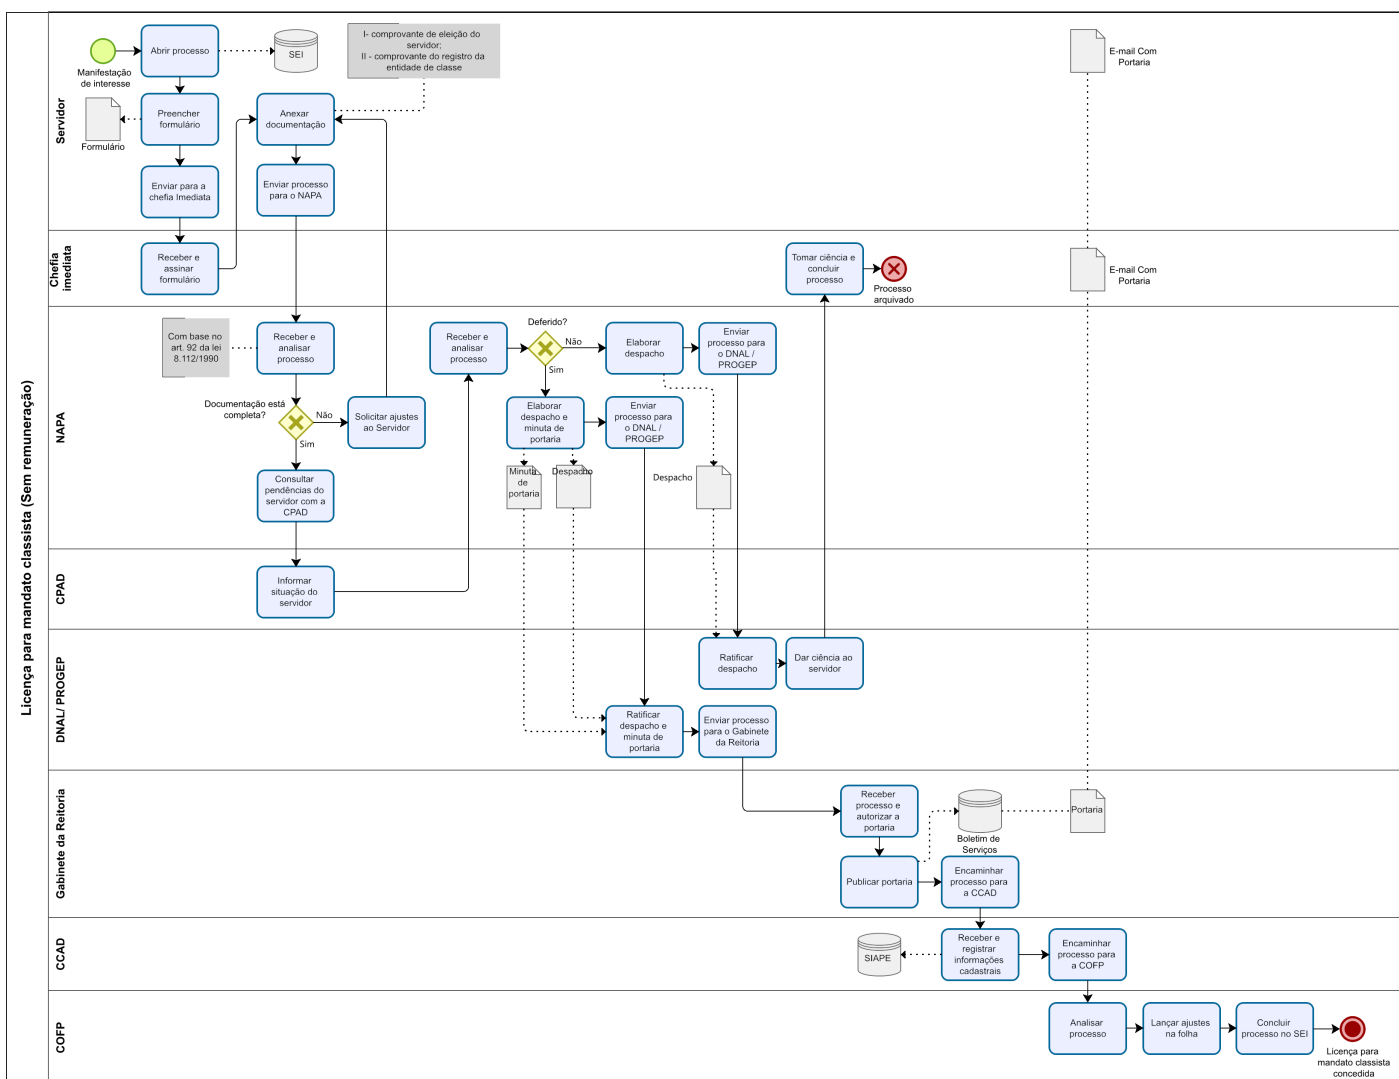 Licença para mandato classista (Sem remuneração)
Servidor
Manifestação
de interesse
Abrir processo
SEI
I- comprovante de eleição do
servidor;
II - comprovante do registro da
entidade de classe
E-mail Com
Portaria
Formulário
Preencher
formulário
Anexar
documentação
Enviar para a
chefia Imediata
Enviar processo
para o NAPA
Chefia
imediata
Receber e
assinar
formulário
Tomar ciência e
concluir
processo
Processo
arquivado
E-mail Com
Portaria
NAPA
Com base no
art. 92 da lei
8.112/1990
Receber e
analisar
processo
Receber e
analisar
processo
Deferido?
Não
Sim
Elaborar
despacho
Enviar
processo para
o DNAL /
PROGEP
Documentação está
completa?
Não
Sim
Solicitar ajustes
ao Servidor
Elaborar
despacho e
minuta de
portaria
Enviar
processo para
o DNAL /
PROGEP
Consultar
pendências do
servidor com a
CPAD
Minuta
de
portaria
Despacho
Despacho
CPAD
Informar
situação do
servidor
DNAL/ PROGEP
Ratificar
despacho
Dar ciência ao
servidor
Ratificar
despacho e
minuta de
portaria
Enviar processo
para o Gabinete
da Reitoria
Gabinete da Reitoria
Receber
processo e
autorizar a
portaria
Boletim de
Serviços
Portaria
Publicar portaria
Encaminhar
processo para
a CCAD
CCAD
SIAPE
Receber e
registrar
informações
cadastrais
Encaminhar
processo para
a COFP
COFP
Analisar
processo
Lançar ajustes
na folha
Concluir
processo no SEI
Licença para
mandato classista
concedida